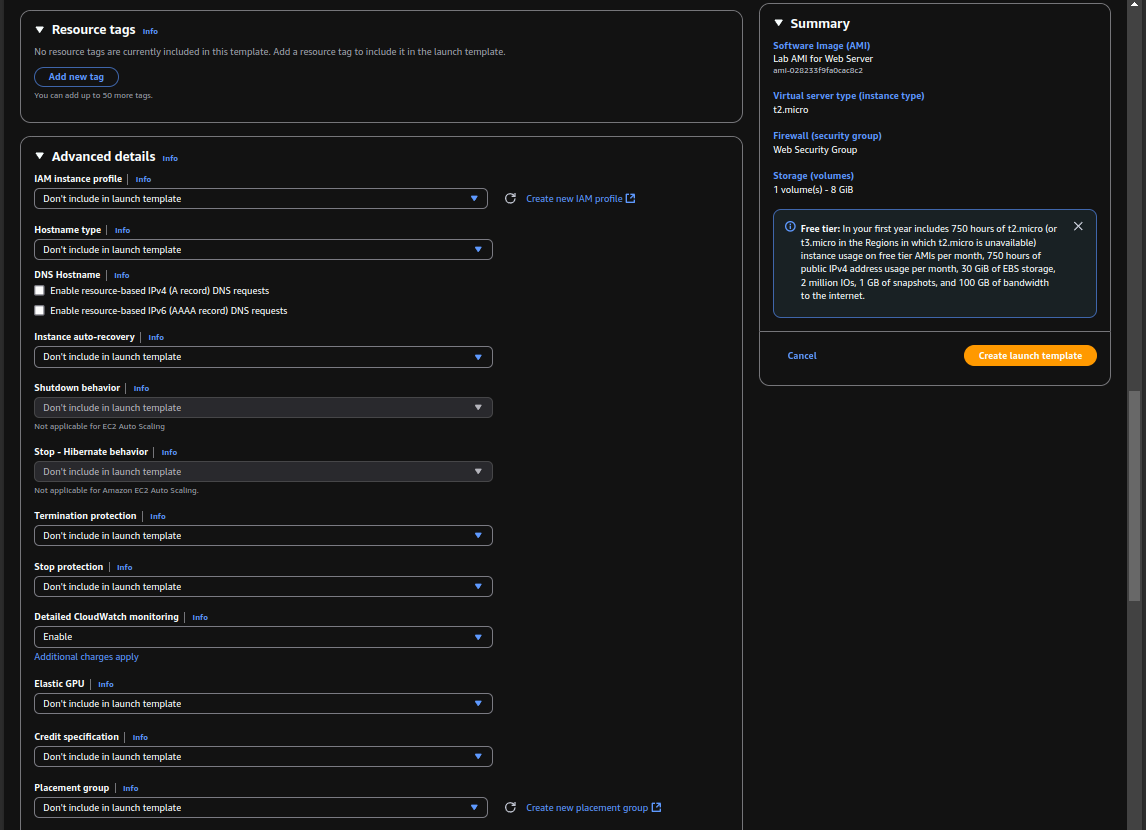 Resource tags Info
No resource tags are currently included in this template. Add a resource tag to include it in the launch template.
Add new tag
You can add up to 50 more tags.
Advanced details Info
IAM instance profile | Info
Don't include in launch template
Create new IAM profile
Hostname type | Info
Don't include in launch template
DNS Hostname | Info
Enable resource-based IPv4 (A record) DNS requests
Enable resource-based IPv6 (AAAA record) DNS requests
Instance auto-recovery | Info
Don't include in launch template
Shutdown behavior | Info
Don't include in launch template
Not applicable for EC2 Auto Scaling
Stop - Hibernate behavior | Info
Don't include in launch template
Not applicable for Amazon EC2 Auto Scaling.
Termination protection | Info
Don't include in launch template
Stop protection | Info
Don't include in launch template
Detailed CloudWatch monitoring | Info
Enable
Additional charges apply
Elastic GPU | Info
Don't include in launch template
Credit specification | Info
Don't include in launch template
Placement group | Info
Don't include in launch template
Create new placement group
Summary
Software Image (AMI)
Lab AMI for Web Server
ami-028233f9fa0cac8c2
Virtual server type (instance type)
t2.micro
Firewall (security group)
Web Security Group
Storage (volumes)
1 volume(s) - 8 GiB
Free tier: In your first year includes 750 hours of t2.micro (or
t3.micro in the Regions in which t2.micro is unavailable)
instance usage on free tier AMIs per month, 750 hours of
public IPv4 address usage per month, 30 GiB of EBS storage,
2 million IOs, 1 GB of snapshots, and 100 GB of bandwidth
to the internet.
Cancel
Create launch template